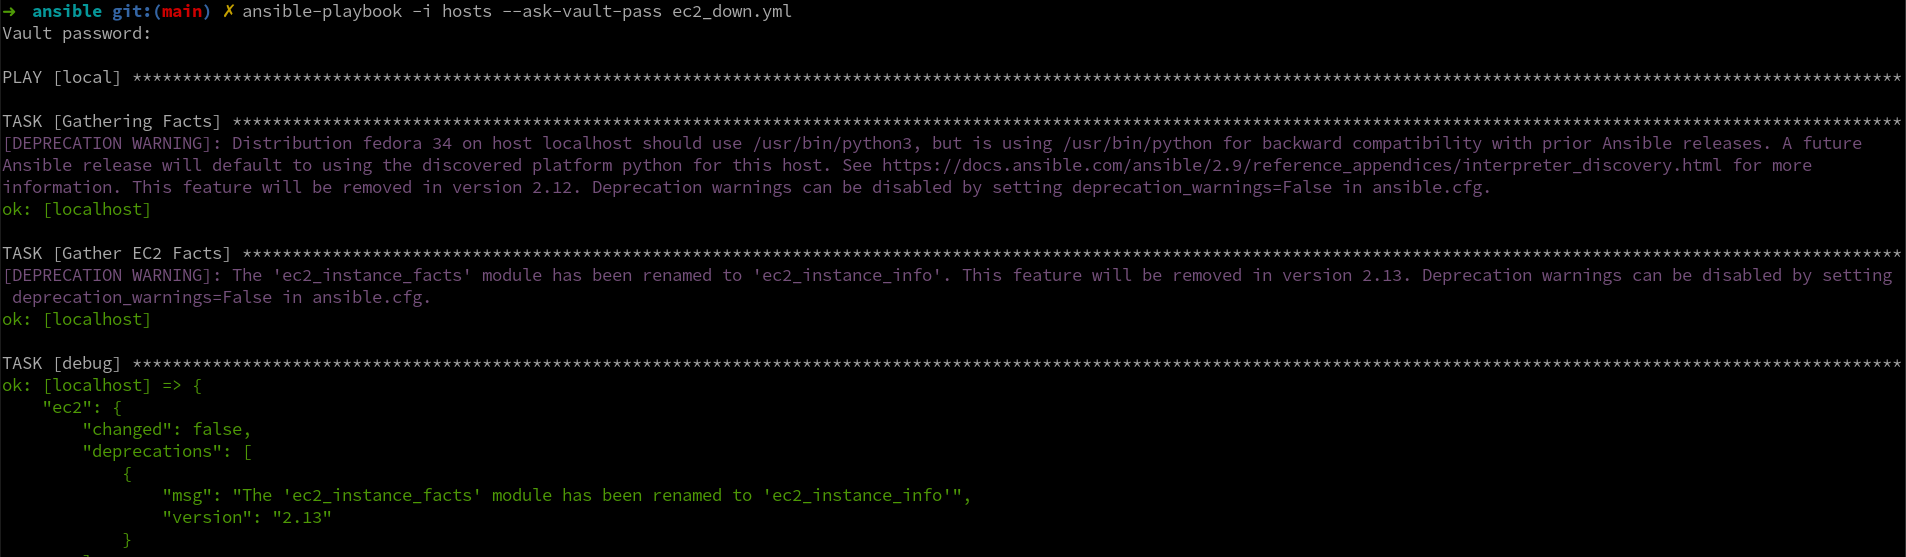 ➜  ansible git:(main) ✗ ansible-playbook -i hosts --ask-vault-pass ec2_down.yml
Vault password:
PLAY [local] *********************************************************************************************************************************************************************************
TASK [Gathering Facts] ***********************************************************************************************************************************************************************
[DEPRECATION WARNING]: Distribution fedora 34 on host localhost should use /usr/bin/python3, but is using /usr/bin/python for backward compatibility with prior Ansible releases. A future
Ansible release will default to using the discovered platform python for this host. See https://docs.ansible.com/ansible/2.9/reference_appendices/interpreter_discovery.html for more
information. This feature will be removed in version 2.12. Deprecation warnings can be disabled by setting deprecation_warnings=False in ansible.cfg.
ok: [localhost]
TASK [Gather EC2 Facts] **********************************************************************************************************************************************************************
[DEPRECATION WARNING]: The 'ec2_instance_facts' module has been renamed to 'ec2_instance_info'. This feature will be removed in version 2.13. Deprecation warnings can be disabled by setting
 deprecation_warnings=False in ansible.cfg.
ok: [localhost]
TASK [debug] *********************************************************************************************************************************************************************************
ok: [localhost] => {
    "ec2": {
        "changed": false,
        "deprecations": [
            {
                "msg": "The 'ec2_instance_facts' module has been renamed to 'ec2_instance_info'",
                "version": "2.13"
            }